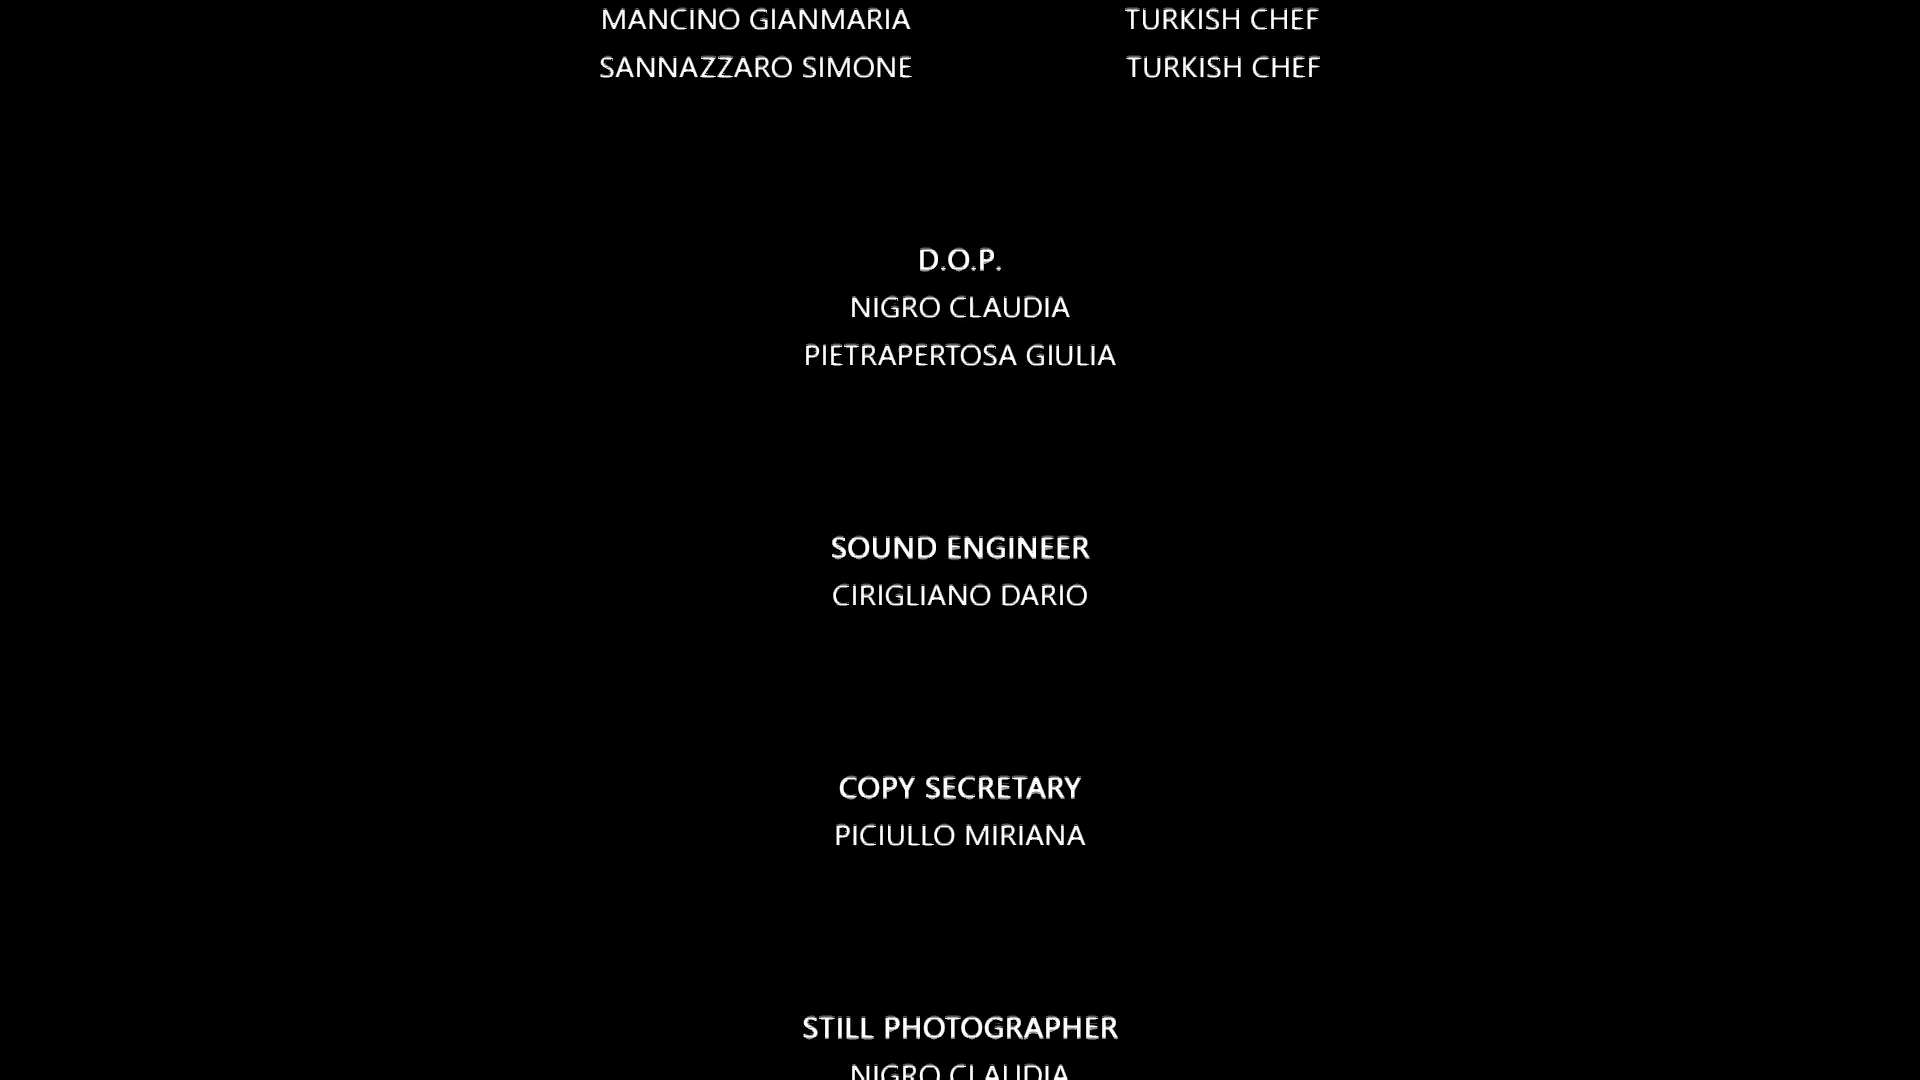 MANCINO GIANMARIA TURKISH CHEF
SANNAZZARO SIMONE TURKISH CHEF
D.O.P.
NIGRO CLAUDIA
PIETRAPERTOSA GIULIA
SOUND ENGINEER
CIRIGLIANO DARIO
COPY SECRETARY
PICIULLO MIRIANA
STILL PHOTOGRAPHER
NIGRO CLAUDIA